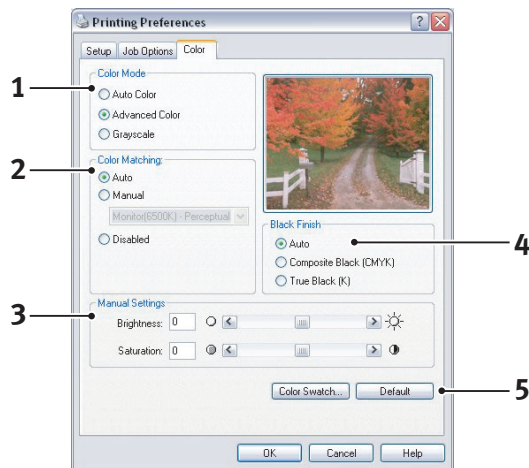 Printing Preferences
Setup Job Options Color
1
Color Mode
Auto Color
Advanced Color
Grayscale
2
Color Matching:
Auto
Manual
Monitor(6500K) - Perceptual
Disabled
Black Finish
4
Auto
Composite Black (CMYK)
True Black (K)
3
Manual Settings
Brightness: 0
Saturation: 0
Color Swatch... Default
5
OK Cancel Help